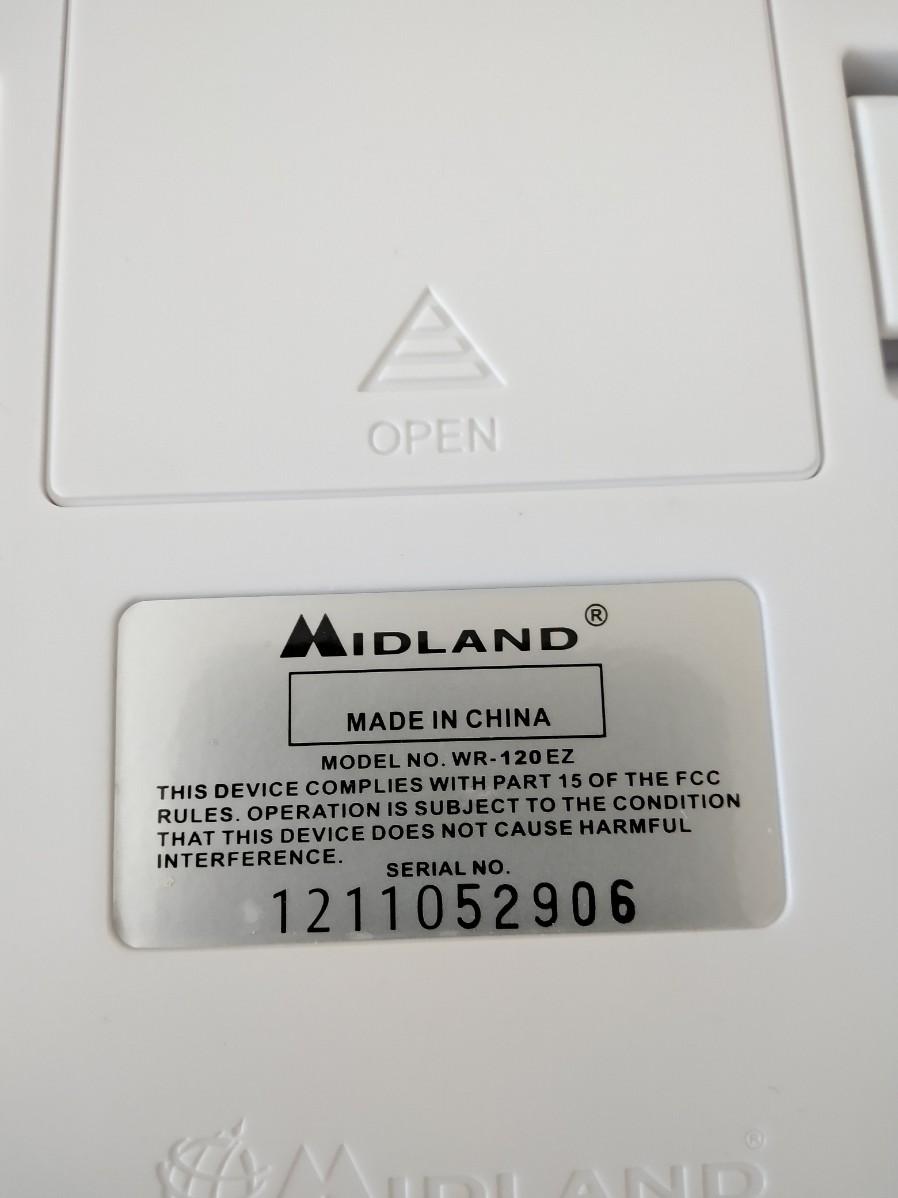 OPEN
MIDLAND®
MADE IN CHINA
MODEL NO. WR-120 EZ
THIS DEVICE COMPLIES WITH PART 15 OF THE FCC
RULES. OPERATION IS SUBJECT TO THE CONDITION
THAT THIS DEVICE DOES NOT CAUSE HARMFUL
INTERFERENCE.
SERIAL NO.
1211052906
MIDLAND®